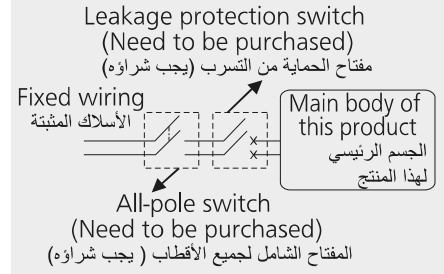 Leakage protection switch
(Need to be purchased)
مفتاح الحماية من التسرب (يجب شراؤه)
Fixed wiring
الأسلاك المثبتة
Main body of
this product
الجسم الرئيسي
لهذا المنتج
All-pole switch
(Need to be purchased)
المفتاح الشامل لجميع الأقطاب ( يجب شراؤه)